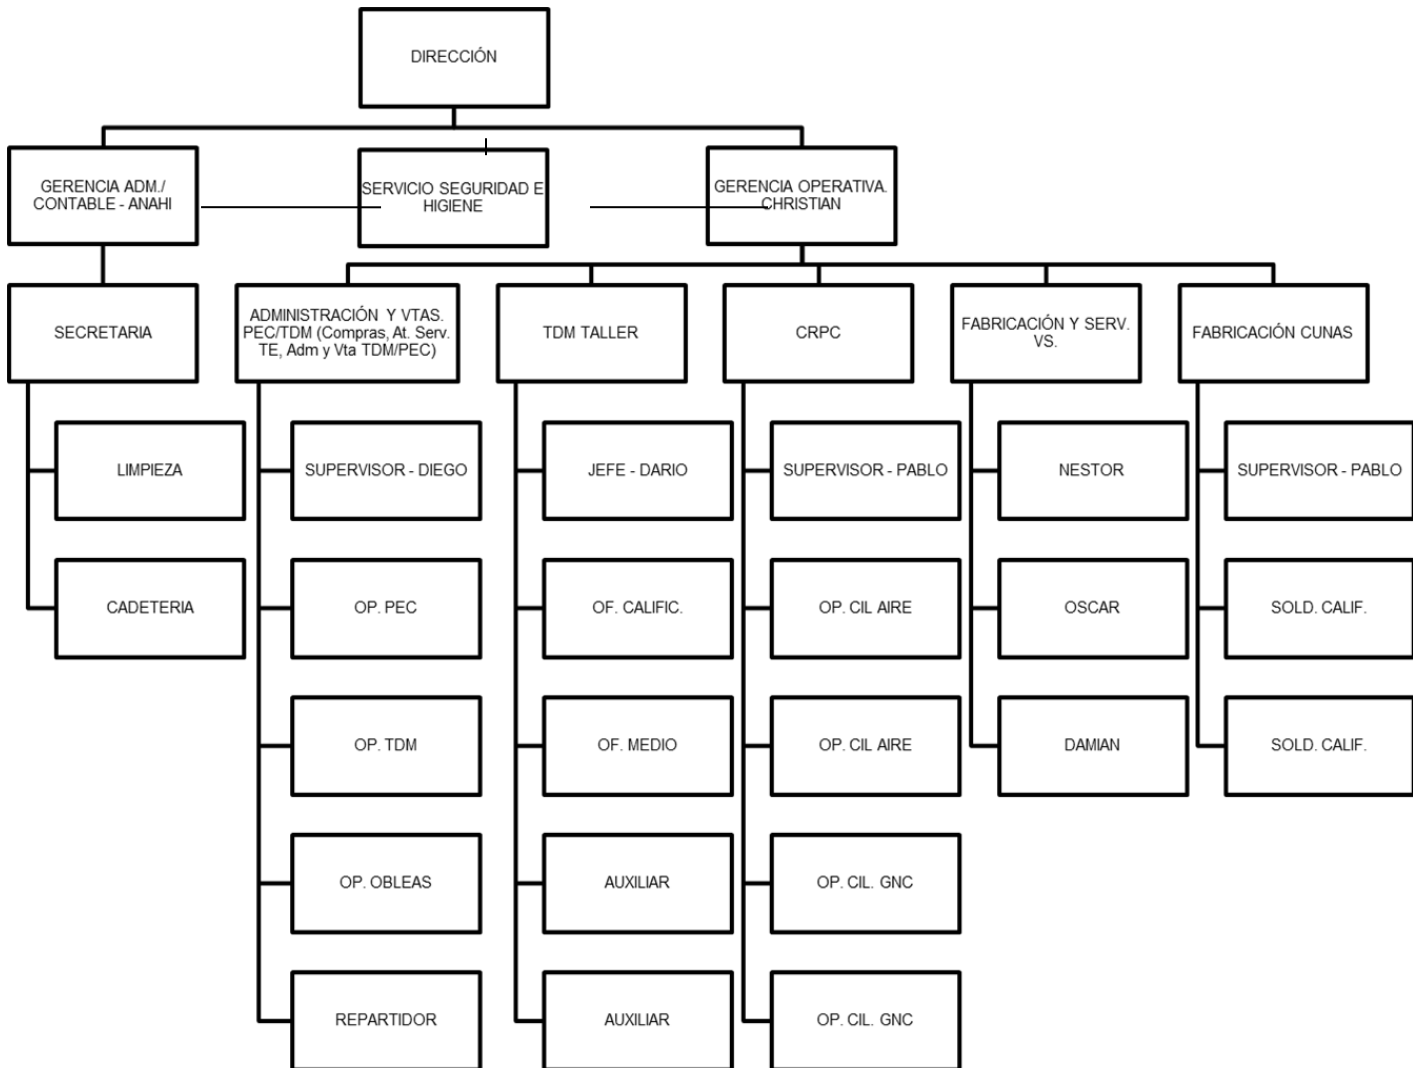 DIRECCIÓN
GERENCIA ADM./
CONTABLE - ANAHI
SERVICIO SEGURIDAD E
HIGIENE
GERENCIA OPERATIVA.
CHRISTIAN
SECRETARIA
ADMINISTRACIÓN Y VTAS.
PEC/TDM (Compras, At. Serv.
TE, Adm y Vta TDM/PEC)
TDM TALLER
CRPC
FABRICACIÓN Y SERV.
VS.
FABRICACIÓN CUNAS
LIMPIEZA
SUPERVISOR - DIEGO
JEFE - DARIO
SUPERVISOR - PABLO
NESTOR
SUPERVISOR - PABLO
CADETERIA
OP. PEC
OF. CALIFIC.
OP. CIL AIRE
OSCAR
SOLD. CALIF.
OP. TDM
OF. MEDIO
OP. CIL AIRE
DAMIAN
SOLD. CALIF.
OP. OBLEAS
AUXILIAR
OP. CIL. GNC
REPARTIDOR
AUXILIAR
OP. CIL. GNC